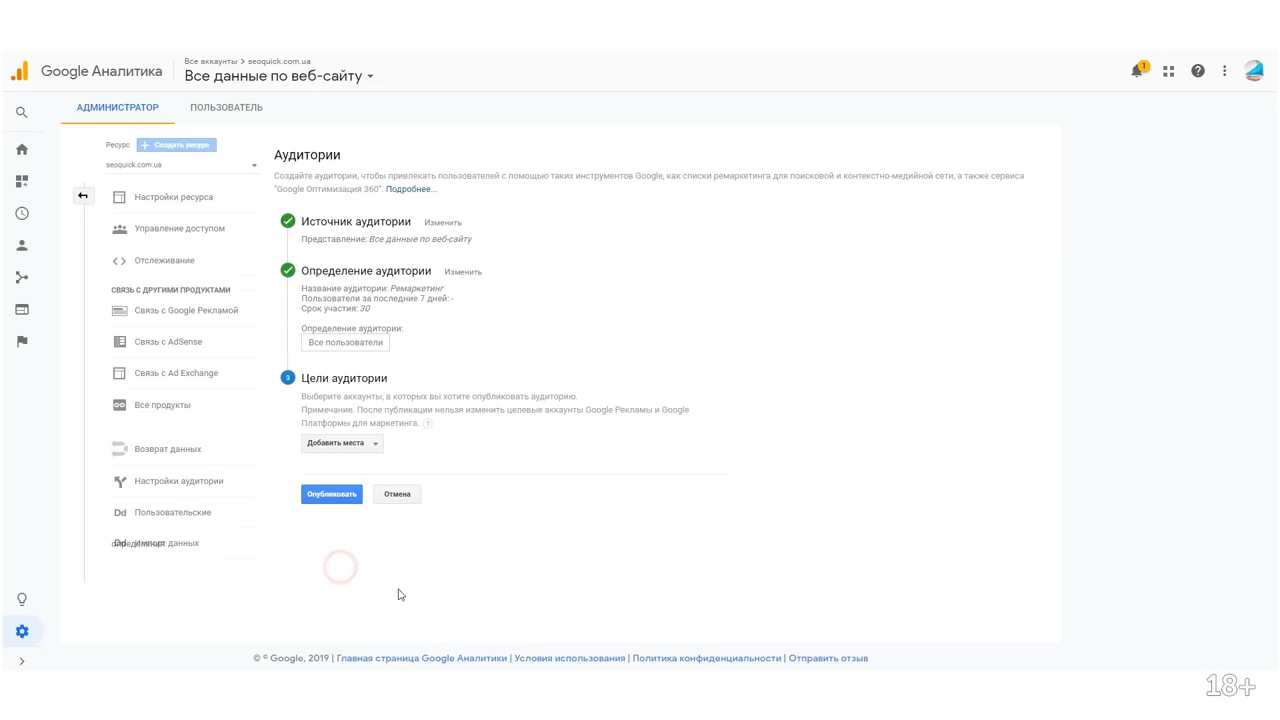 Google Аналитика
Все аккаунты > seoquick.com.ua
Все данные по веб-сайту
1
АДМИНИСТРАТОР
ПОЛЬЗОВАТЕЛЬ
Ресурс
+ Создать ресурс
seoquick.com.ua
Настройки ресурса
Управление доступом
Отслеживание
СВЯЗЬ С ДРУГИМИ ПРОДУКТАМИ
Связь с Google Рекламой
Связь с AdSense
Связь с Ad Exchange
Все продукты
Возврат данных
Настройки аудитории
Dd Пользовательские
определения
Dd Импорт данных
Аудитории
Создайте аудитории, чтобы привлекать пользователей с помощью таких инструментов Google, как списки ремаркетинга для поисковой и контекстно-медийной сети, а также сервиса
"Google Оптимизация 360". Подробнее...
Источник аудитории Изменить
Представление: Все данные по веб-сайту
Определение аудитории Изменить
Название аудитории: Ремаркетинг
Пользователи за последние 7 дней: -
Срок участия: 30
Определение аудитории:
Все пользователи
3 Цели аудитории
Выберите аккаунты, в которых вы хотите опубликовать аудиторию.
Примечание. После публикации нельзя изменить целевые аккаунты Google Рекламы и Google
Платформы для маркетинга. ?
Добавить места
Опубликовать
Отмена
© © Google, 2019 | Главная страница Google Аналитики | Условия использования | Политика конфиденциальности | Отправить отзыв
18+